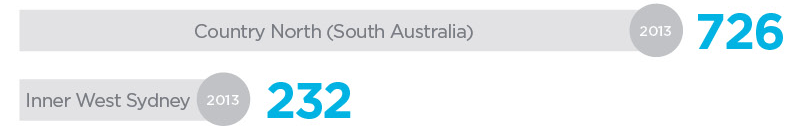 Country North (South Australia) 2013 726
Inner West Sydney 2013 232